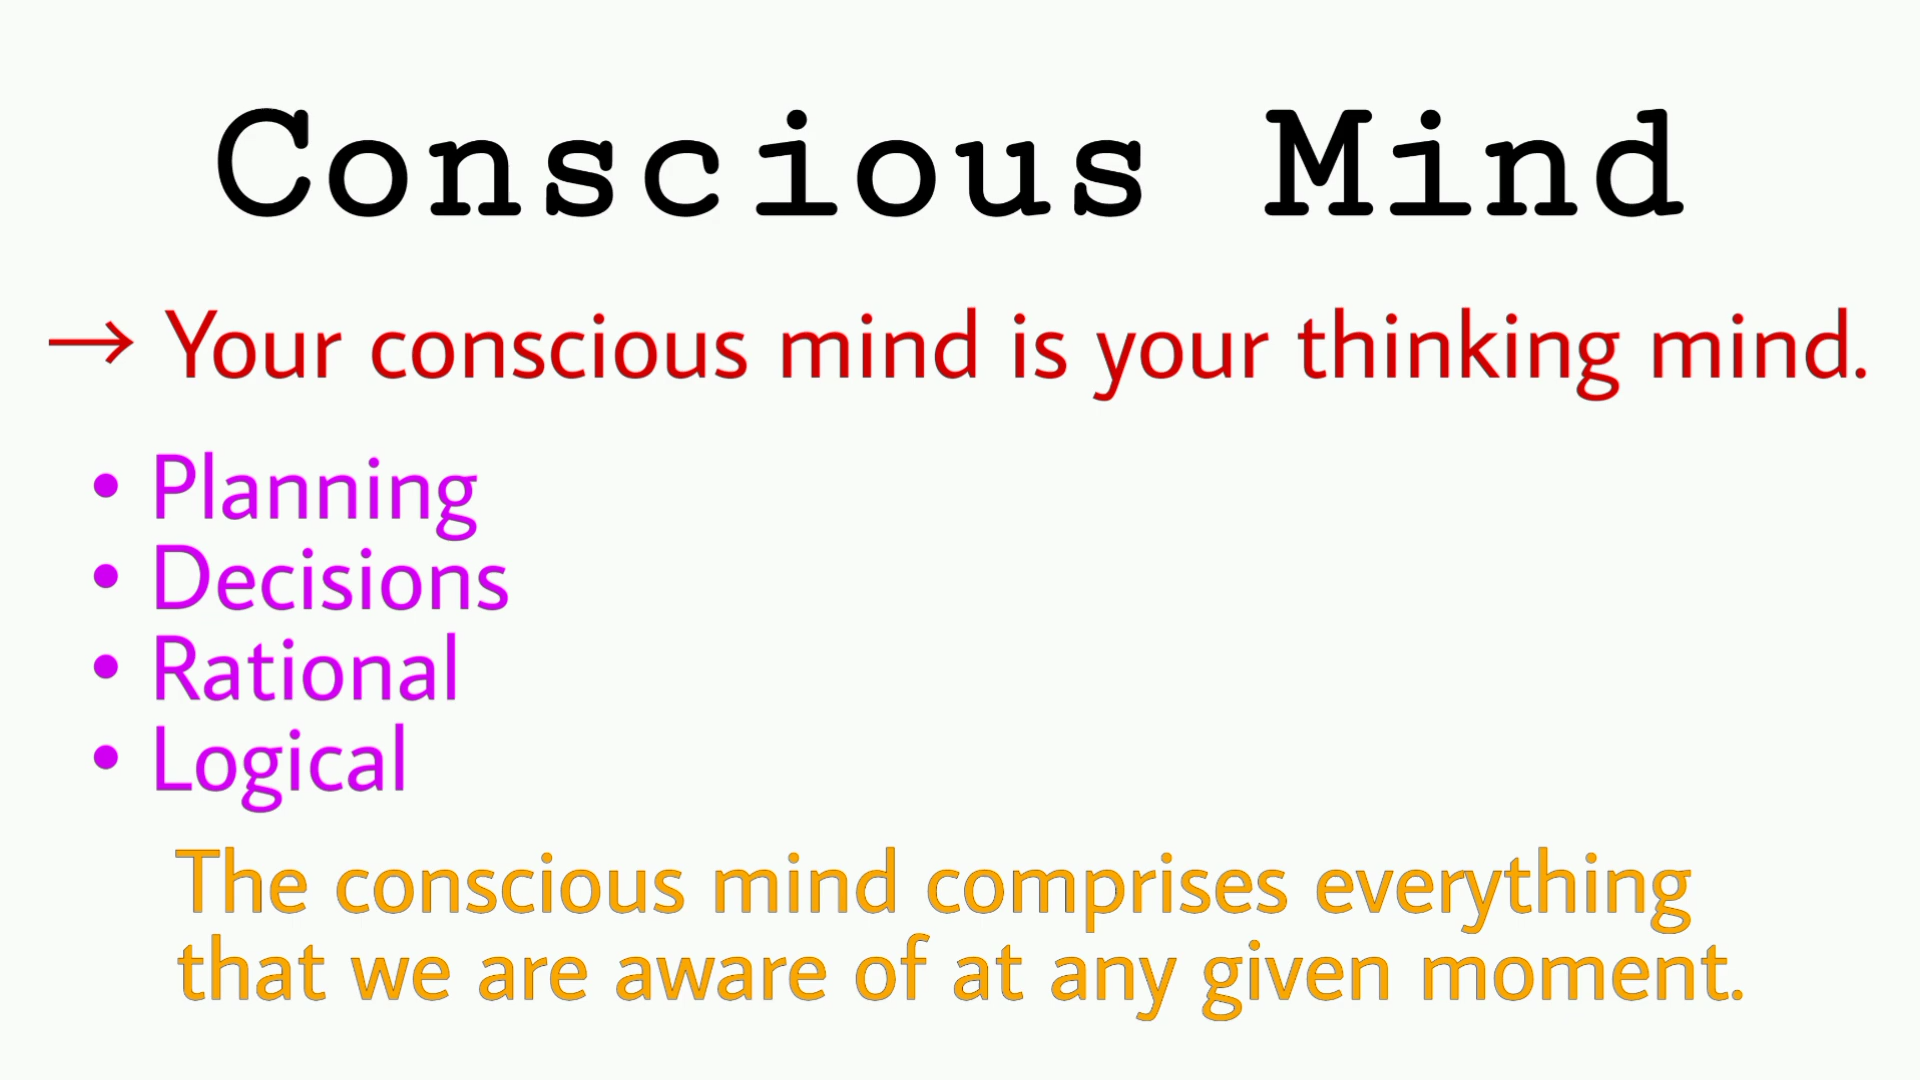 Conscious Mind
→ Your conscious mind is your thinking mind.
• Planning
• Decisions
• Rational
• Logical
The conscious mind comprises everything
that we are aware of at any given moment.